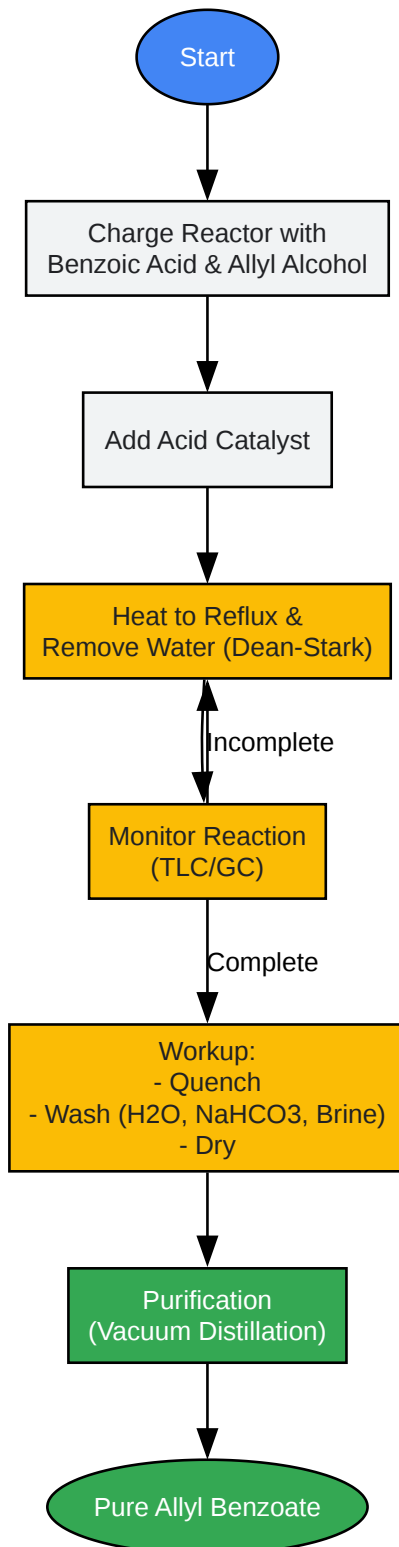 Start
Charge Reactor with
Benzoic Acid & Allyl Alcohol
Add Acid Catalyst
Heat to Reflux &
Remove Water (Dean-Stark)
Incomplete
Monitor Reaction
(TLC/GC)
Complete
Workup:
- Quench
- Wash (H2O, NaHCO3, Brine)
- Dry
Purification
(Vacuum Distillation)
Pure Allyl Benzoate